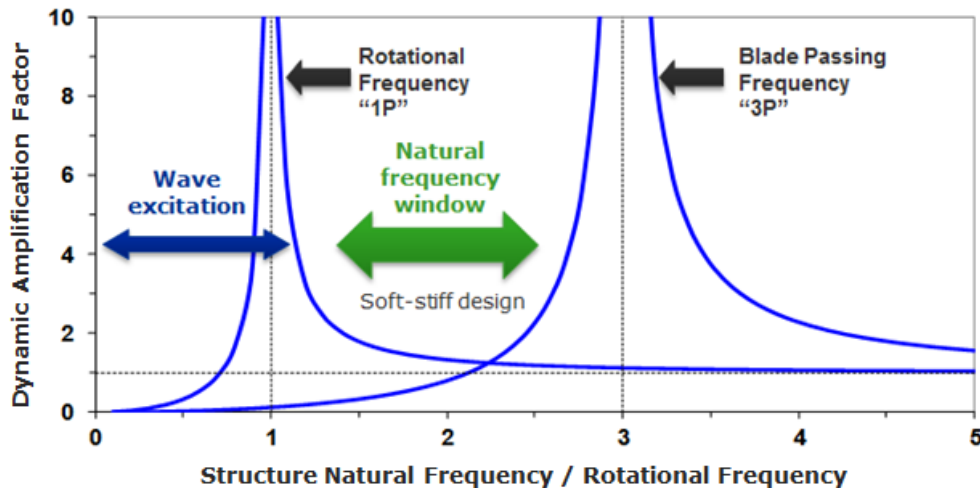 Dynamic Amplification Factor
10
8
6
4
2
0
Rotational
Frequency
“1P”
Blade Passing
Frequency
“3P”
Wave
excitation
Natural
frequency
window
Soft-stiff design
0
1
2
3
4
5
Structure Natural Frequency / Rotational Frequency